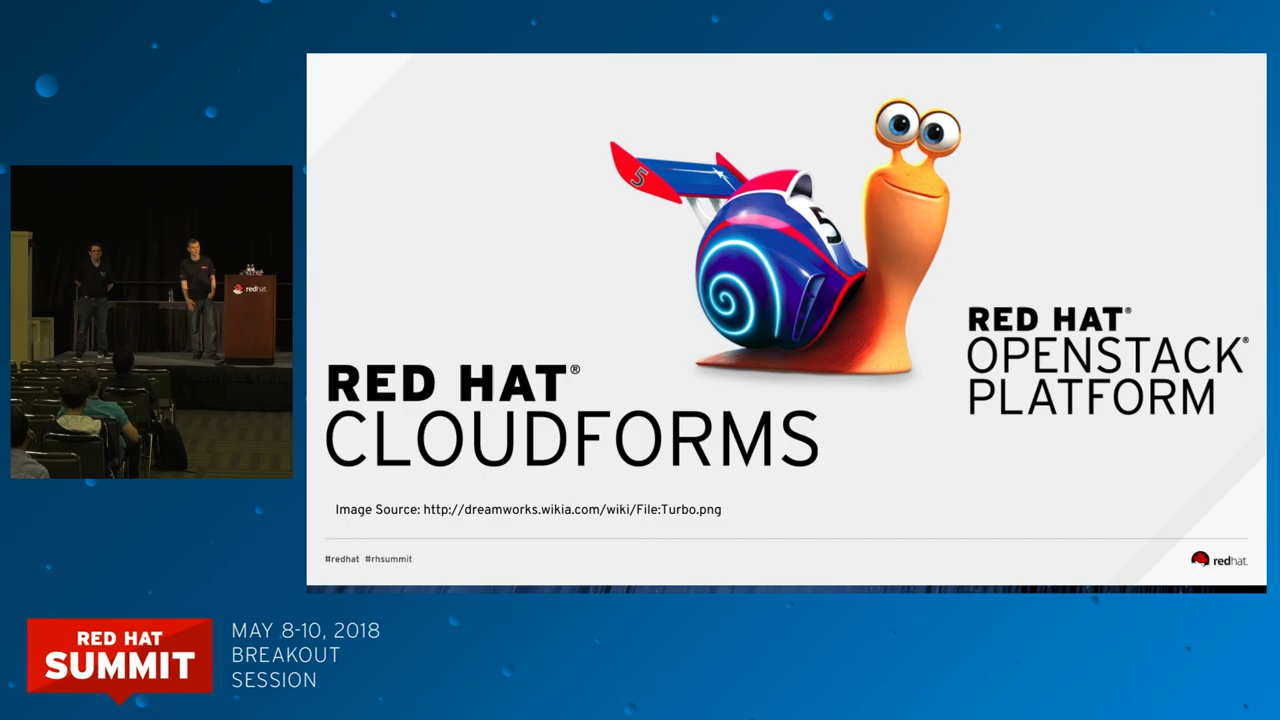 5
5
RED HAT®
OPENSTACK®
PLATFORM
RED HAT®
CLOUDFORMS
Image Source: http://dreamworks.wikia.com/wiki/File:Turbo.png
#redhat #rhsummit
redhat.
redhat.
RED HAT
SUMMIT
MAY 8-10, 2018
BREAKOUT
SESSION